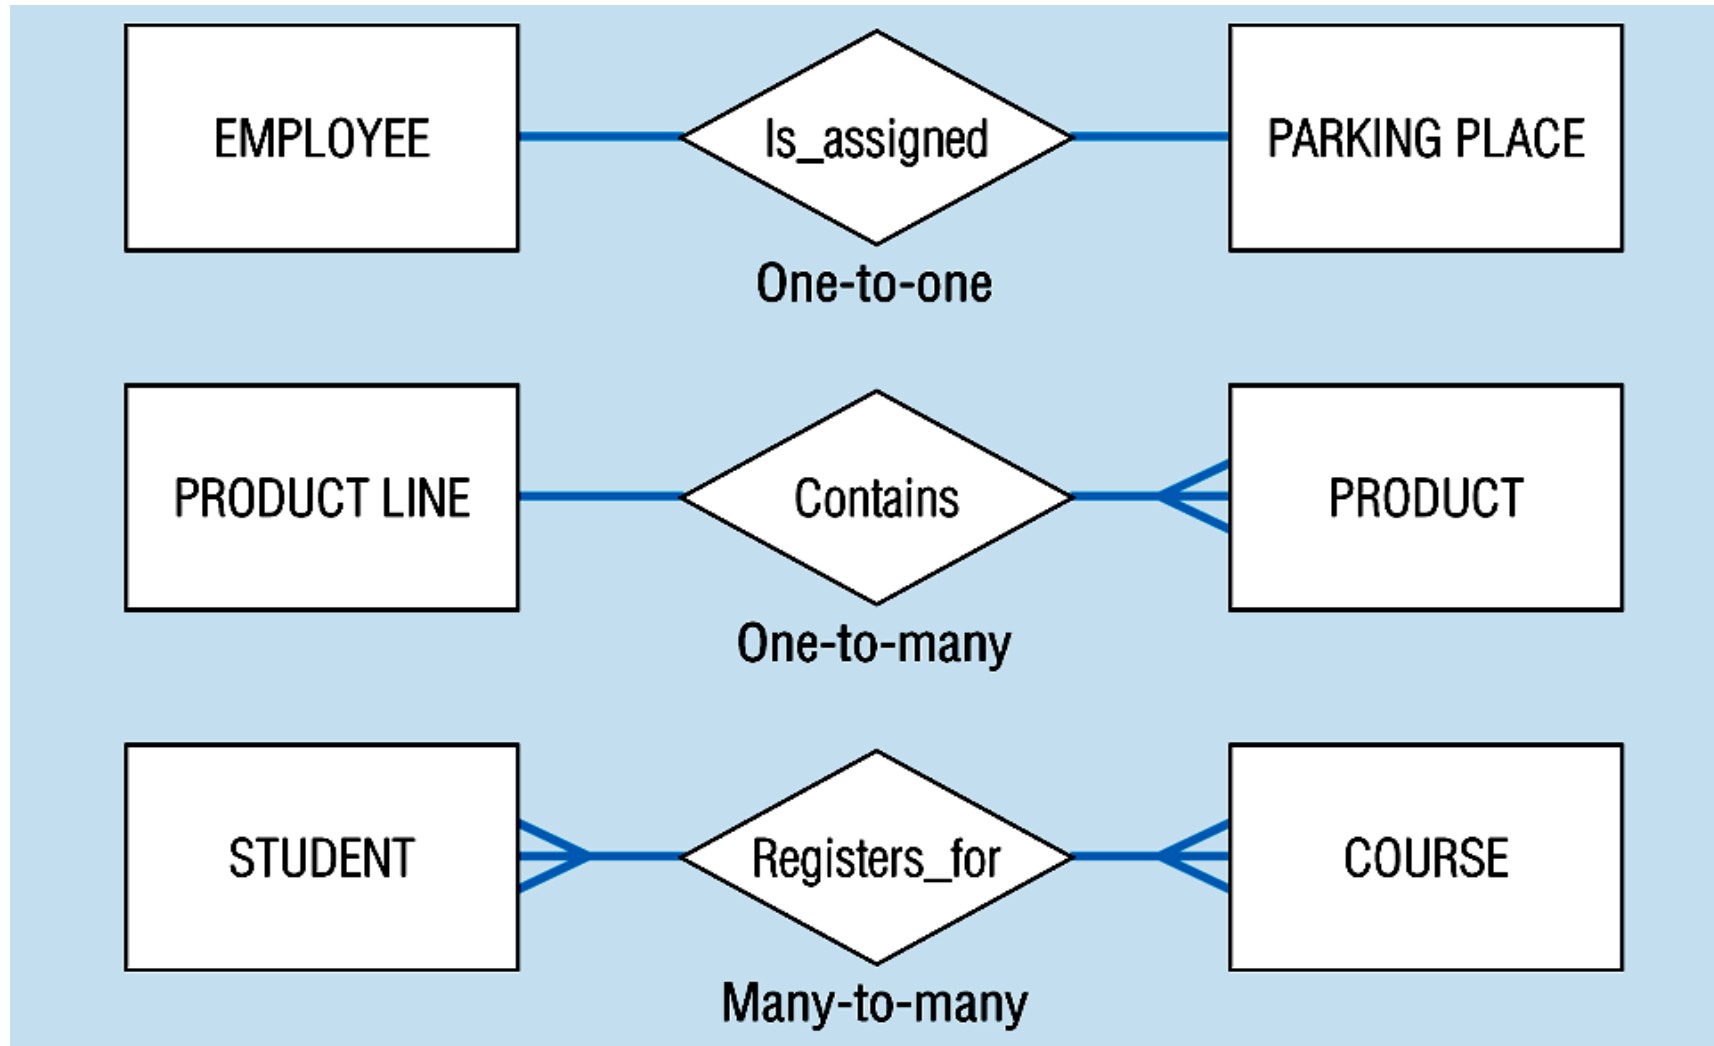 EMPLOYEE
Is_assigned
PARKING PLACE
One-to-one
PRODUCT LINE
Contains
PRODUCT
One-to-many
STUDENT
Registers_for
COURSE
Many-to-many